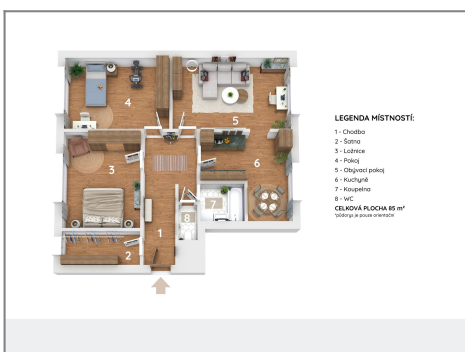 4
5
3
6
7
8
1
2
LEGENDA MÍSTNOSTÍ:
1 - Chodba
2 - Šatna
3 - Ložnice
4 - Pokoj
5 - Obývací pokoj
6 - Kuchyně
7 - Koupelna
8 - WC
CELKOVÁ PLOCHA 85 m²
*půdorys je pouze orientační